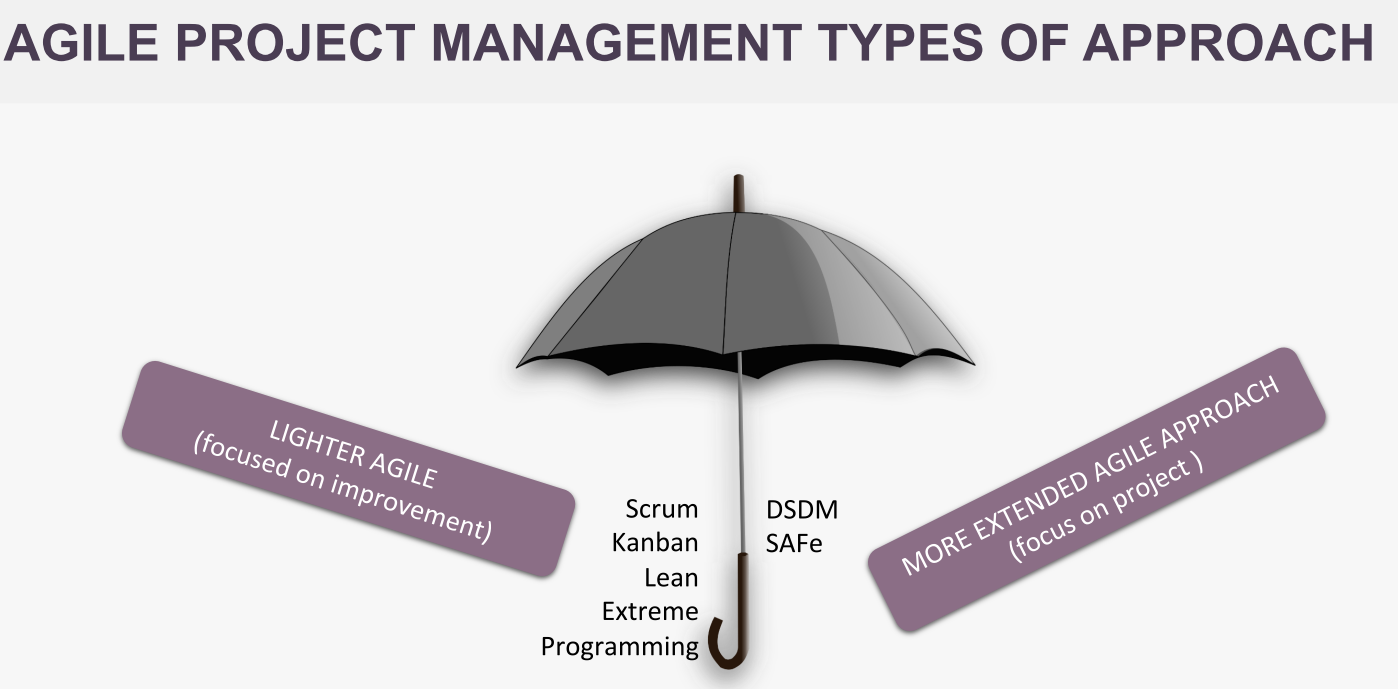 AGILE PROJECT MANAGEMENT TYPES OF APPROACH
LIGHTER AGILE
(focused on improvement)
Scrum
Kanban
Lean
Extreme
Programming
DSDM
SAFe
MORE EXTENDED AGILE APPROACH
(focus on project )